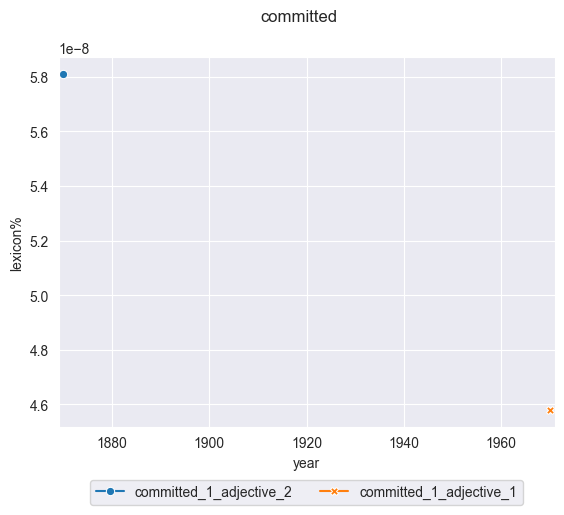 committed
1e−8
5.8
5.6
5.4
5.2
5.0
4.8
4.6
lexicon%
1880 1900 1920 1940 1960
year
committed_1_adjective_2 committed_1_adjective_1